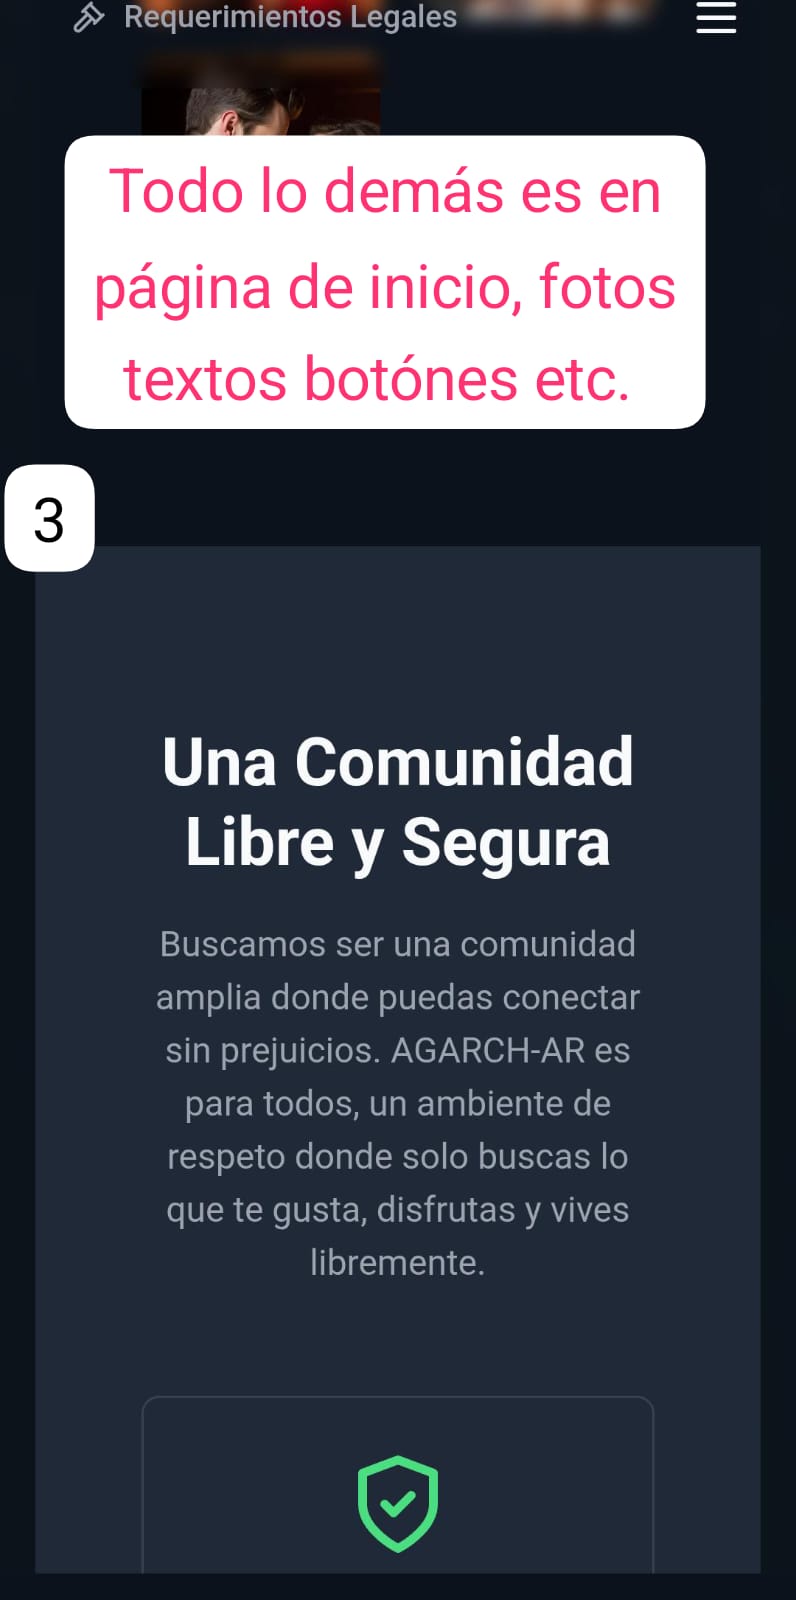 Requerimientos Legales
Todo lo demás es en
página de inicio, fotos
textos botónes etc.
3
Una Comunidad
Libre y Segura
Buscamos ser una comunidad
amplia donde puedas conectar
sin prejuicios. AGARCH-AR es
para todos, un ambiente de
respeto donde solo buscas lo
que te gusta, disfrutas y vives
libremente.